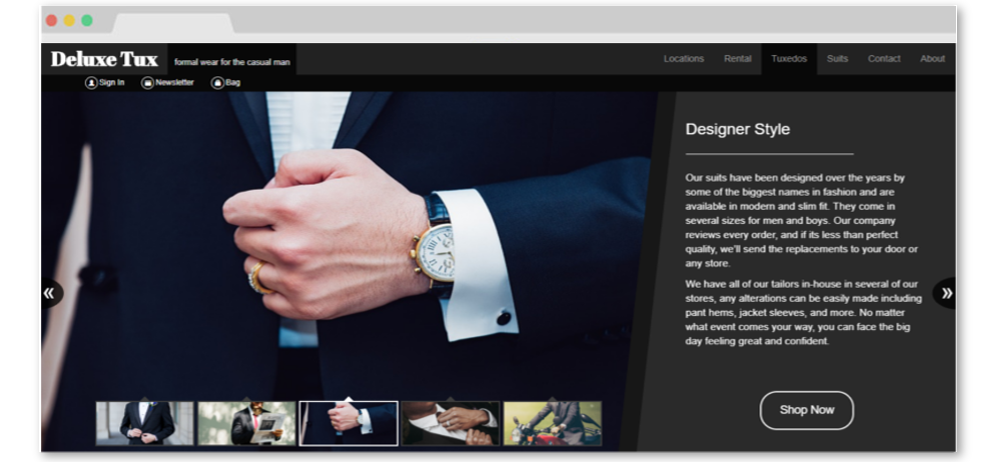 Deluxe Tux formal wear for the casual man
Locations Rental Tuxedos Suits Contact About
Sign In Newsletter Bag
Designer Style
Our suits have been designed over the years by
some of the biggest names in fashion and are
available in modern and slim fit. They come in
several sizes for men and boys. Our company
reviews every order, and if its less than perfect
quality, we'll send the replacements to your door or
any store.
We have all of our tailors in-house in several of our
stores, any alterations can be easily made including
pant hems, jacket sleeves, and more. No matter
what event comes your way, you can face the big
day feeling great and confident.
«
»
Shop Now